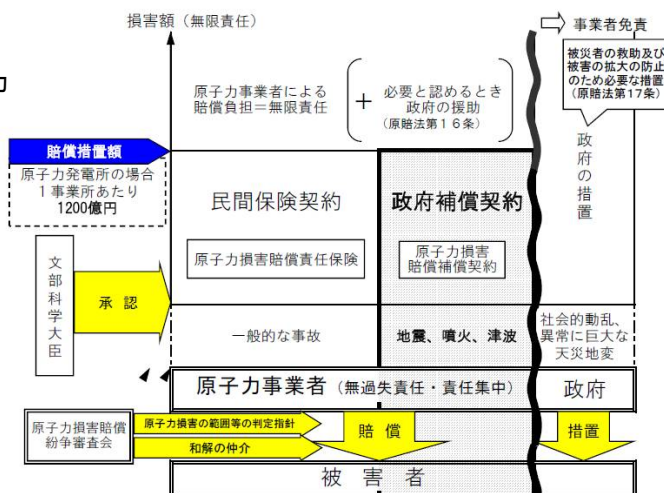 損害額（無限責任）
事業者免責
被災者の救助及び
被害の拡大の防止
のため必要な措置
（原賠法第17条）
原子力事業者による
賠償負担＝無限責任
＋
必要と認めるとき
政府の援助
（原賠法第16条）
賠償措置額
原子力発電所の場合
１事業所あたり
1200億円
政府の措置
民間保険契約
政府補償契約
原子力損害賠償責任保険
原子力損害
賠償補償契約
文部科学大臣
承認
一般的な事故
地震、噴火、津波
社会的動乱、
異常に巨大な
天災地変
原子力事業者（無過失責任・責任集中）
政府
原子力損害賠償
紛争審査会
原子力損害の範囲等の判定指針
和解の仲介
賠償
措置
被害者